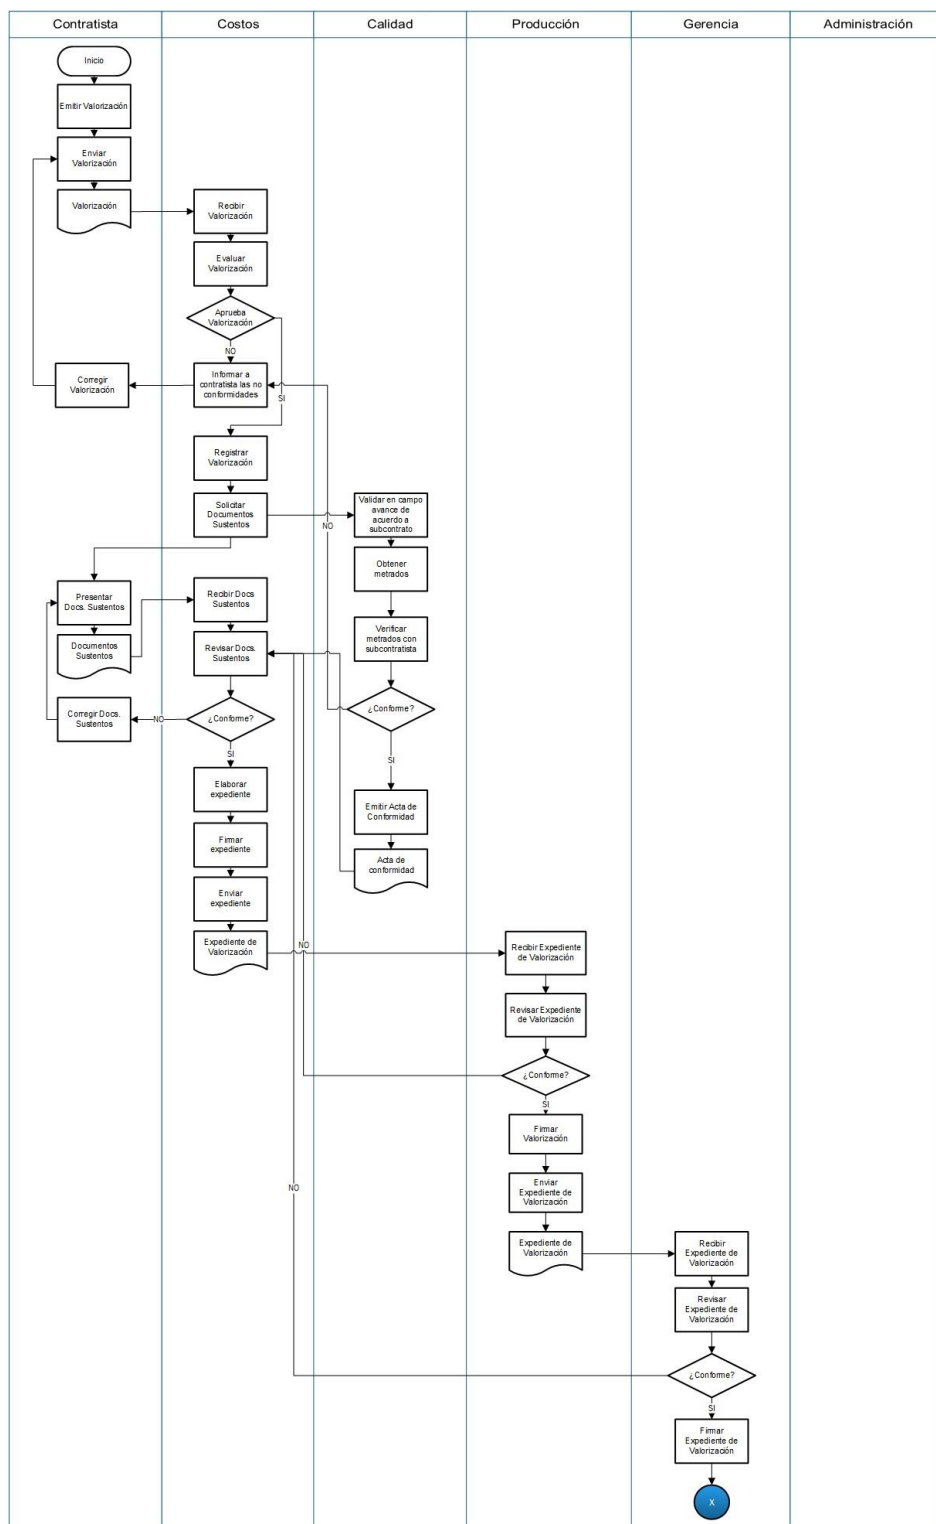 Contratista
Costos
Calidad
Producción
Gerencia
Administración
Inicio
Emitir Valorización
Enviar
Valorización
Valorización
Recibir
Valorización
Evaluar
Valorización
Aprueba
Valorización
NO
Corregir
Valorización
Informar a
contratista las no
conformidades
SI
Registrar
Valorización
Solicitar
Documentos
Sustentos
Validar en campo
avance de
acuerdo a
subcontrato
NO
Obtener
metrados
Presentar
Docs. Sustentos
Recibir Docs
Sustentos
Documentos
Sustentos
Revisar Docs.
Sustentos
Verificar
metrados con
subcontratista
Corregir Docs.
Sustentos
NO
¿Conforme?
¿Conforme?
SI
SI
Elaborar
expediente
Emitir Acta de
Conformidad
Firmar
expediente
Acta de
conformidad
Enviar
expediente
Expediente de
Valorización
NO
Recibir Expediente
de Valorización
Revisar Expediente
de Valorización
¿Conforme?
SI
Firmar
Valorización
NO
Enviar
Expediente de
Valorización
Expediente de
Valorización
Recibir
Expediente de
Valorización
Revisar
Expediente de
Valorización
¿Conforme?
SI
Firmar
Expediente de
Valorización
X